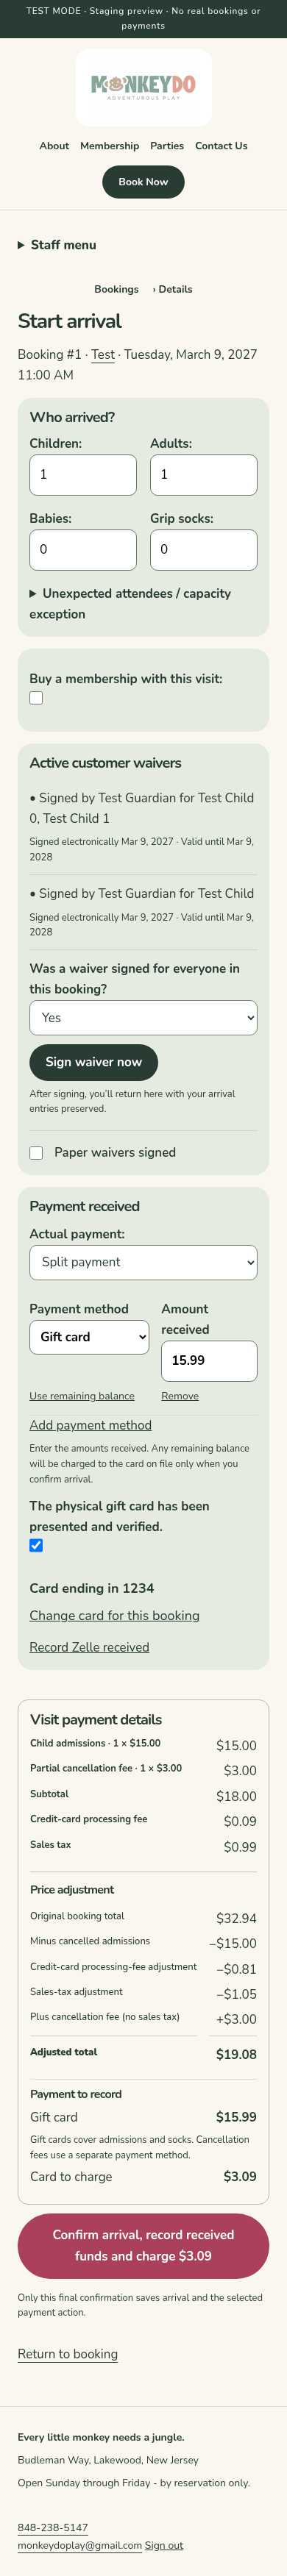 TEST MODE · Staging preview · No real bookings or
payments
MONKEYDO
ADVENTUROUS PLAY
About Membership Parties Contact Us
Book Now
Staff menu
Bookings › Details
Start arrival
Booking #1 · Test · Tuesday, March 9, 2027
11:00 AM
Who arrived?
Children: Adults:
1 1
Babies: Grip socks:
0 0
Unexpected attendees / capacity
exception
Buy a membership with this visit:
Active customer waivers
• Signed by Test Guardian for Test Child
0, Test Child 1
Signed electronically Mar 9, 2027 · Valid until Mar 9,
2028
• Signed by Test Guardian for Test Child
Signed electronically Mar 9, 2027 · Valid until Mar 9,
2028
Was a waiver signed for everyone in
this booking?
Yes
Sign waiver now
After signing, you’ll return here with your arrival
entries preserved.
Paper waivers signed
Payment received
Actual payment:
Split payment
Payment method Amount
received
Gift card 15.99
Use remaining balance Remove
Add payment method
Enter the amounts received. Any remaining balance
will be charged to the card on file only when you
confirm arrival.
The physical gift card has been
presented and verified.
Card ending in 1234
Change card for this booking
Record Zelle received
Visit payment details
Child admissions · 1 × $15.00 $15.00
Partial cancellation fee · 1 × $3.00 $3.00
Subtotal $18.00
Credit-card processing fee $0.09
Sales tax $0.99
Price adjustment
Original booking total $32.94
Minus cancelled admissions −$15.00
Credit-card processing-fee adjustment −$0.81
Sales-tax adjustment −$1.05
Plus cancellation fee (no sales tax) +$3.00
Adjusted total $19.08
Payment to record
Gift card $15.99
Gift cards cover admissions and socks. Cancellation
fees use a separate payment method.
Card to charge $3.09
Confirm arrival, record received
funds and charge $3.09
Only this final confirmation saves arrival and the selected
payment action.
Return to booking
Every little monkey needs a jungle.
Budleman Way, Lakewood, New Jersey
Open Sunday through Friday - by reservation only.
848-238-5147
monkeydoplay@gmail.com Sign out